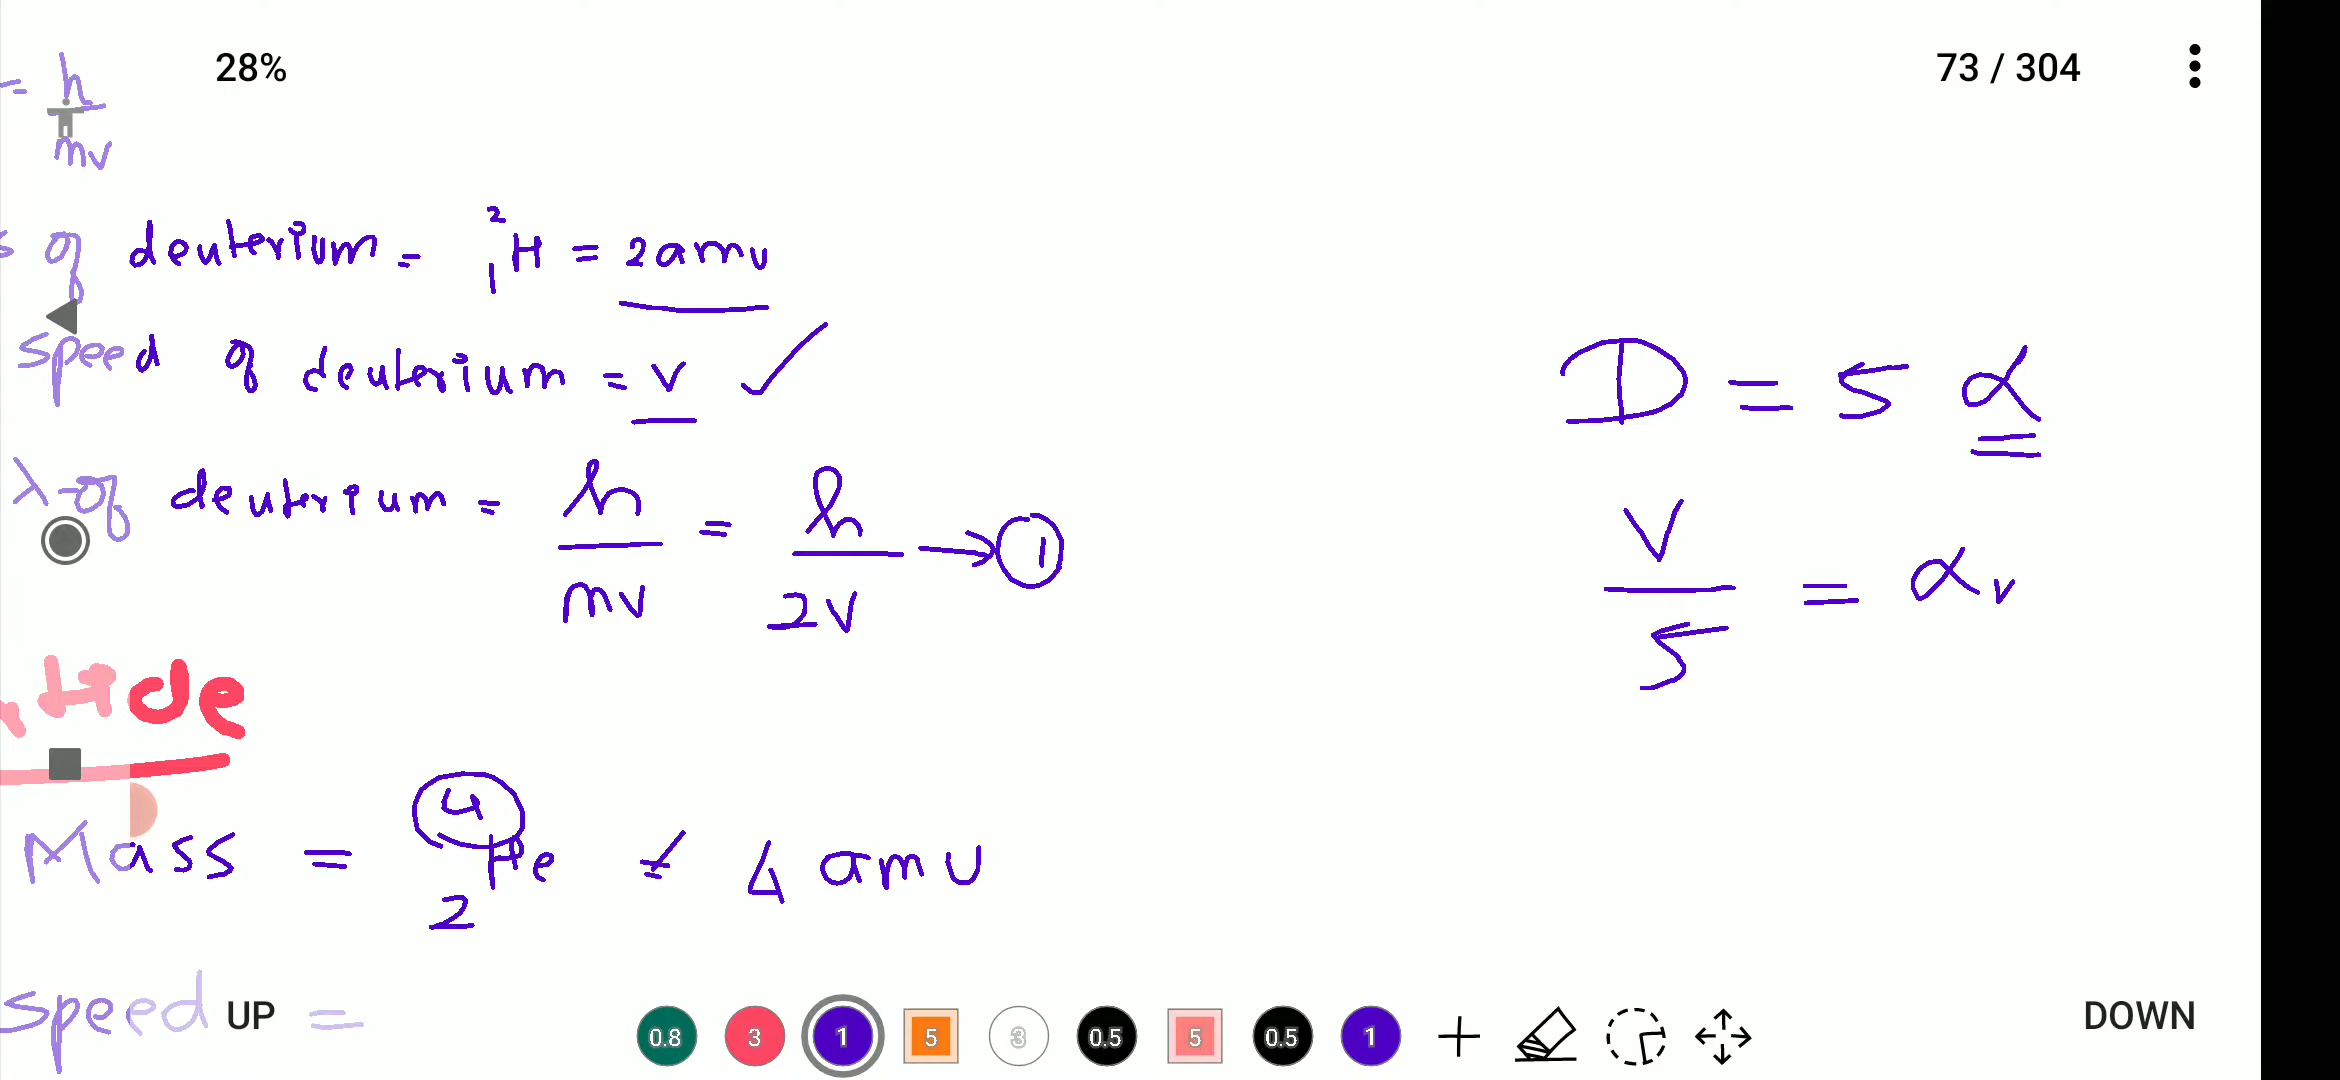 28%
73 / 304
= h/mv
of deuterium = ²₁H = 2amu
speed of deuterium = v ✓
D = 5 α
λ of deuterium = h/mv = h/2v → ①
v/5 = αv
tide
Mass = ⁴₂He = 4 amu
speed =
UP
0.8 3 1 5 3 0.5 5 0.5 1
DOWN